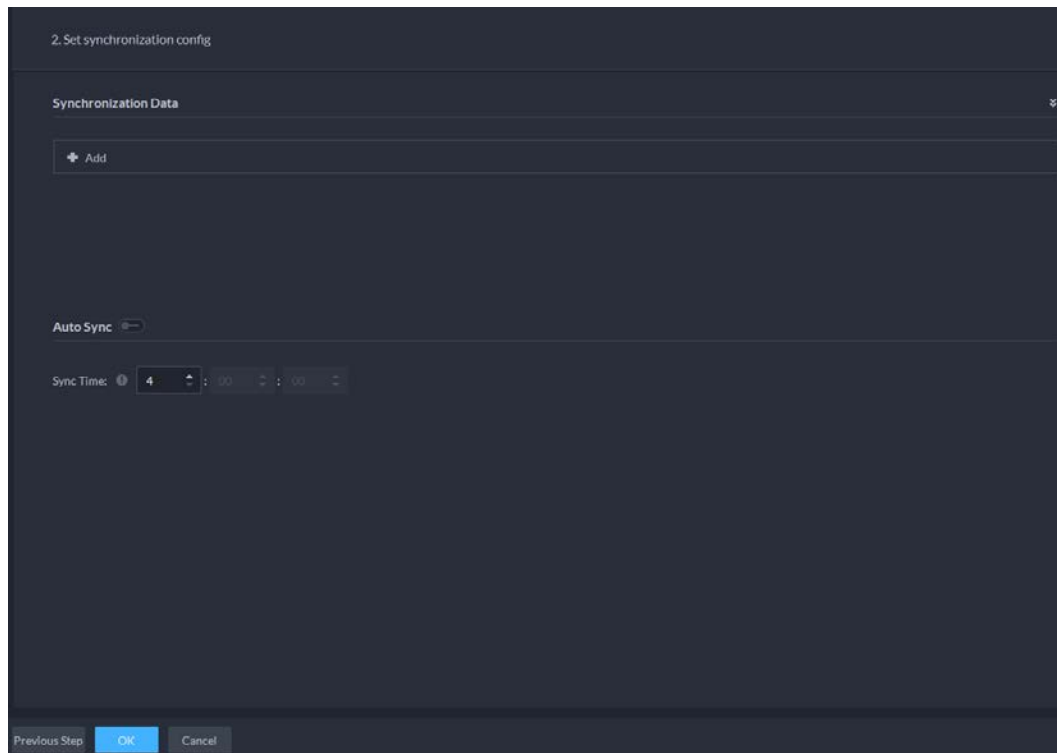 2. Set synchronization config
Synchronization Data
Add
Auto Sync
Sync Time: 4 : 00 : 00
Previous Step OK Cancel